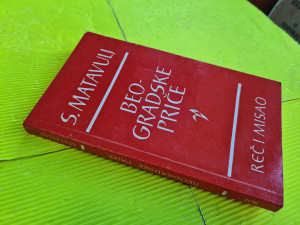 S. MATAVULJ
BEO-
GRADSKE
PRIČE
REČ I MISAO